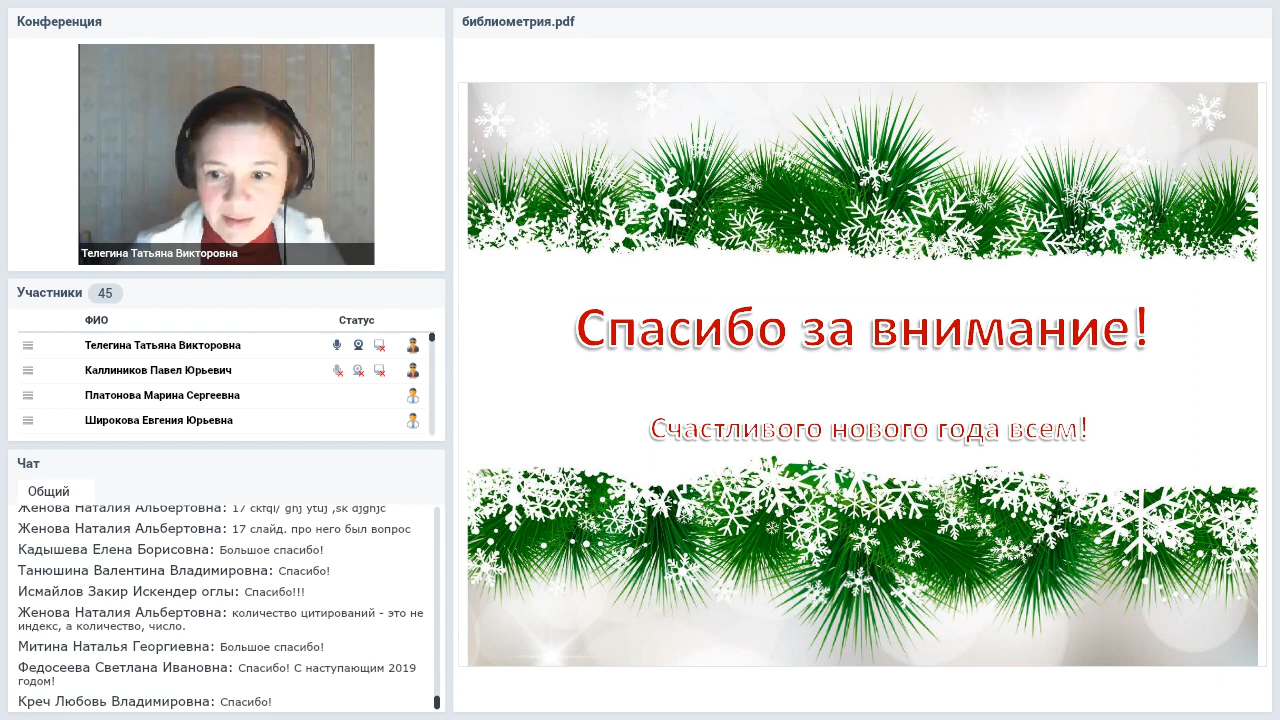 Конференция
Телегина Татьяна Викторовна
Участники 45
ФИО Статус
Телегина Татьяна Викторовна
Каллиников Павел Юрьевич
Платонова Марина Сергеевна
Широкова Евгения Юрьевна
Чат
Общий
Женова Наталия Альбертовна: 17 ckfql/ ghj ytuj ,sk djghjc
Женова Наталия Альбертовна: 17 слайд. про него был вопрос
Кадышева Елена Борисовна: Большое спасибо!
Танюшина Валентина Владимировна: Спасибо!
Исмайлов Закир Искендер оглы: Спасибо!!!
Женова Наталия Альбертовна: количество цитирований - это не
индекс, а количество, число.
Митина Наталья Георгиевна: Большое спасибо!
Федосеева Светлана Ивановна: Спасибо! С наступающим 2019
годом!
Креч Любовь Владимировна: Спасибо!
библиометрия.pdf
Спасибо за внимание!
Счастливого нового года всем!